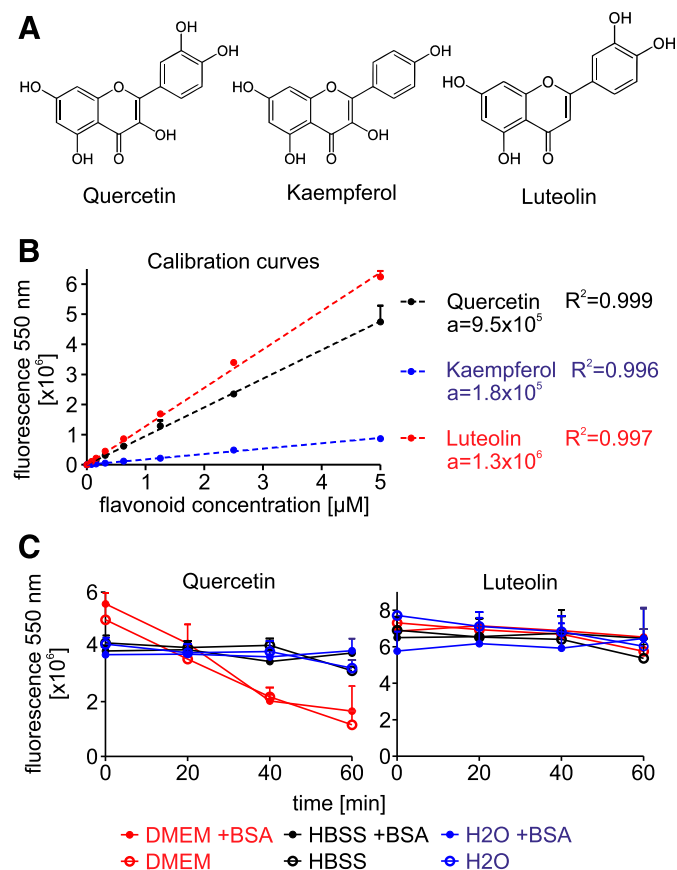 A
OH
OH
HO
O
OH
OH
O
Quercetin
OH
HO
O
OH
OH
O
Kaempferol
OH
OH
HO
O
OH
O
Luteolin
B
Calibration curves
fluorescence 550 nm
[x10⁶]
6
5
4
3
2
1
0
0 1 2 3 4 5
flavonoid concentration [µM]
Quercetin R²=0.999
a=9.5x10⁵
Kaempferol R²=0.996
a=1.8x10⁵
Luteolin R²=0.997
a=1.3x10⁶
C
Quercetin
fluorescence 550 nm
[x10⁶]
6
4
2
0
0 20 40 60
Luteolin
8
6
4
2
0
0 20 40 60
time [min]
DMEM +BSA HBSS +BSA H2O +BSA
DMEM HBSS H2O